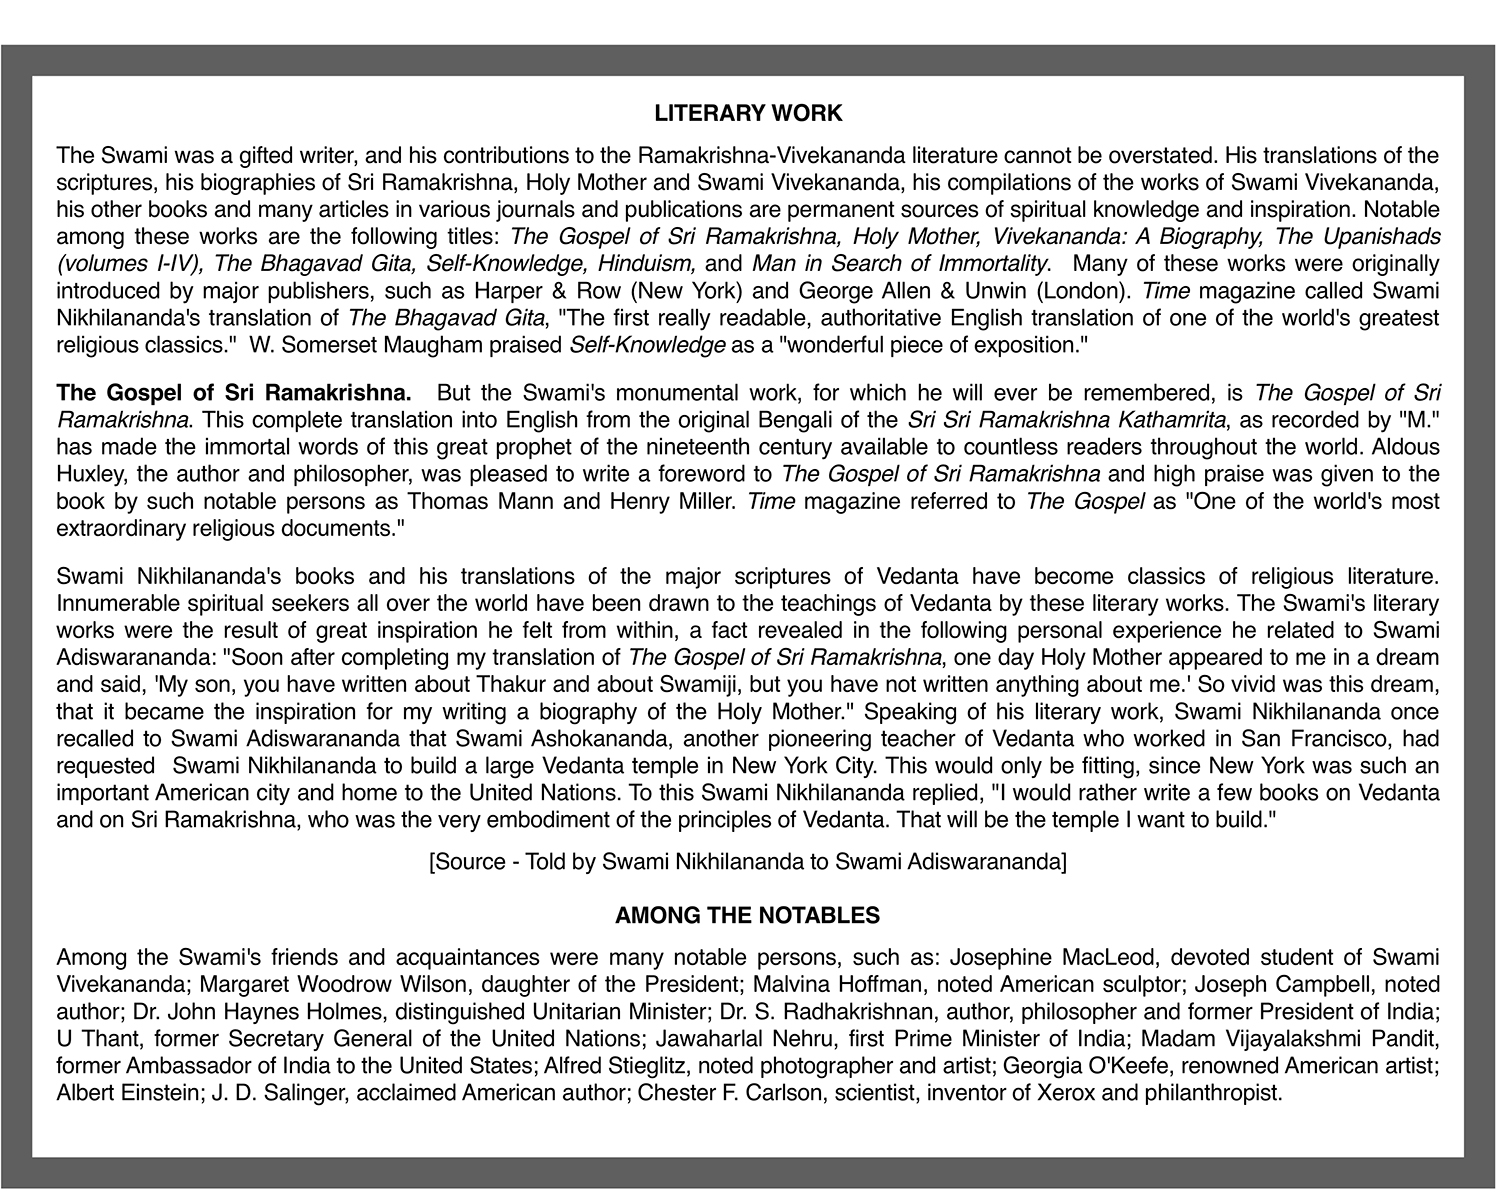 LITERARY WORK
The Swami was a gifted writer, and his contributions to the Ramakrishna-Vivekananda literature cannot be overstated. His translations of the
scriptures, his biographies of Sri Ramakrishna, Holy Mother and Swami Vivekananda, his compilations of the works of Swami Vivekananda,
his other books and many articles in various journals and publications are permanent sources of spiritual knowledge and inspiration. Notable
among these works are the following titles: The Gospel of Sri Ramakrishna, Holy Mother, Vivekananda: A Biography, The Upanishads
(volumes I-IV), The Bhagavad Gita, Self-Knowledge, Hinduism, and Man in Search of Immortality. Many of these works were originally
introduced by major publishers, such as Harper & Row (New York) and George Allen & Unwin (London). Time magazine called Swami
Nikhilananda's translation of The Bhagavad Gita, "The first really readable, authoritative English translation of one of the world's greatest
religious classics." W. Somerset Maugham praised Self-Knowledge as a "wonderful piece of exposition."
The Gospel of Sri Ramakrishna. But the Swami's monumental work, for which he will ever be remembered, is The Gospel of Sri
Ramakrishna. This complete translation into English from the original Bengali of the Sri Sri Ramakrishna Kathamrita, as recorded by "M."
has made the immortal words of this great prophet of the nineteenth century available to countless readers throughout the world. Aldous
Huxley, the author and philosopher, was pleased to write a foreword to The Gospel of Sri Ramakrishna and high praise was given to the
book by such notable persons as Thomas Mann and Henry Miller. Time magazine referred to The Gospel as "One of the world's most
extraordinary religious documents."
Swami Nikhilananda's books and his translations of the major scriptures of Vedanta have become classics of religious literature.
Innumerable spiritual seekers all over the world have been drawn to the teachings of Vedanta by these literary works. The Swami's literary
works were the result of great inspiration he felt from within, a fact revealed in the following personal experience he related to Swami
Adiswarananda: "Soon after completing my translation of The Gospel of Sri Ramakrishna, one day Holy Mother appeared to me in a dream
and said, 'My son, you have written about Thakur and about Swamiji, but you have not written anything about me.' So vivid was this dream,
that it became the inspiration for my writing a biography of the Holy Mother." Speaking of his literary work, Swami Nikhilananda once
recalled to Swami Adiswarananda that Swami Ashokananda, another pioneering teacher of Vedanta who worked in San Francisco, had
requested Swami Nikhilananda to build a large Vedanta temple in New York City. This would only be fitting, since New York was such an
important American city and home to the United Nations. To this Swami Nikhilananda replied, "I would rather write a few books on Vedanta
and on Sri Ramakrishna, who was the very embodiment of the principles of Vedanta. That will be the temple I want to build."
[Source - Told by Swami Nikhilananda to Swami Adiswarananda]
AMONG THE NOTABLES
Among the Swami's friends and acquaintances were many notable persons, such as: Josephine MacLeod, devoted student of Swami
Vivekananda; Margaret Woodrow Wilson, daughter of the President; Malvina Hoffman, noted American sculptor; Joseph Campbell, noted
author; Dr. John Haynes Holmes, distinguished Unitarian Minister; Dr. S. Radhakrishnan, author, philosopher and former President of India;
U Thant, former Secretary General of the United Nations; Jawaharlal Nehru, first Prime Minister of India; Madam Vijayalakshmi Pandit,
former Ambassador of India to the United States; Alfred Stieglitz, noted photographer and artist; Georgia O'Keefe, renowned American artist;
Albert Einstein; J. D. Salinger, acclaimed American author; Chester F. Carlson, scientist, inventor of Xerox and philanthropist.